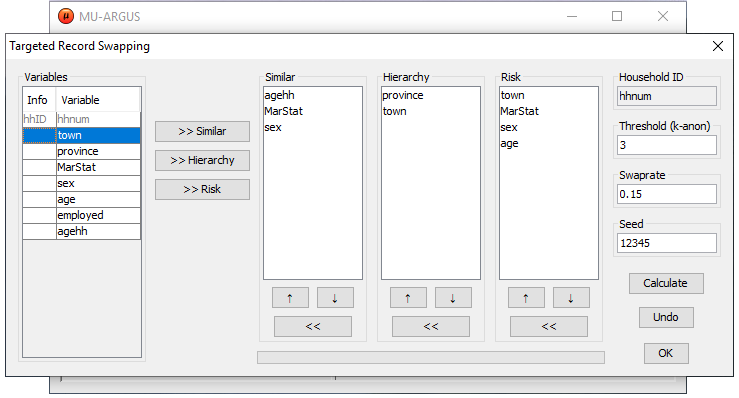 μ MU-ARGUS
Targeted Record Swapping
Variables
Info Variable
hhID hhnum
town
province
MarStat
sex
age
employed
agehh
>> Similar
>> Hierarchy
>> Risk
Similar
agehh
MarStat
sex
↑ ↓
<<
Hierarchy
province
town
↑ ↓
<<
Risk
town
MarStat
sex
age
↑ ↓
<<
Household ID
hhnum
Threshold (k-anon)
3
Swaprate
0.15
Seed
12345
Calculate
Undo
OK